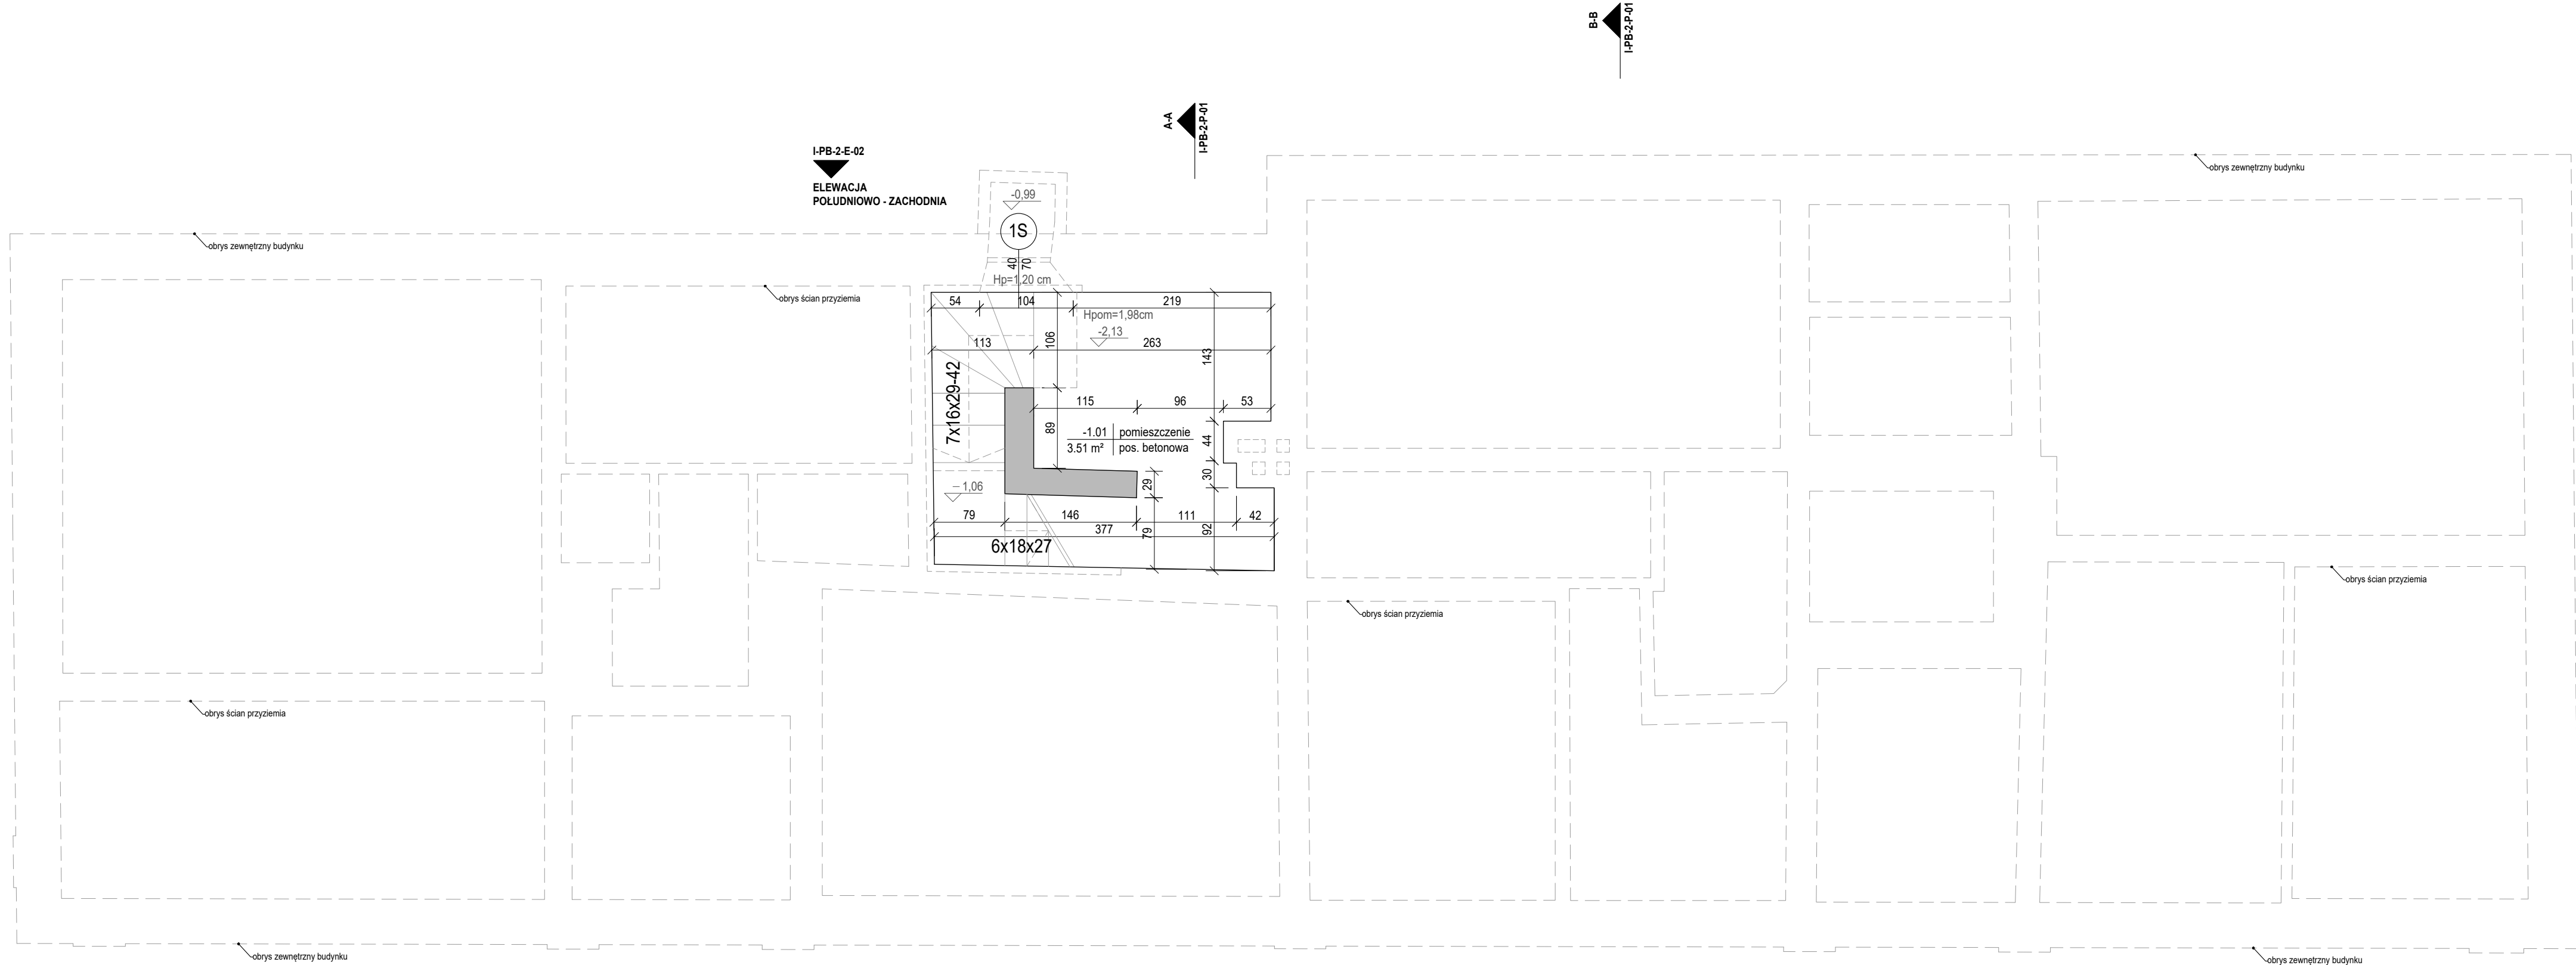 B-B
I-PB-2-P-01
A-A
I-PB-2-P-01
I-PB-2-E-02
ELEWACJA
POŁUDNIOWO - ZACHODNIA
obrys zewnętrzny budynku
obrys zewnętrzny budynku
-0,99
1S
40
70
Hp=1,20 cm
obrys ścian przyziemia
54
104
219
Hpom=1,98cm
-2,13
106
143
113
263
7x16x29-42
115
96
53
89
-1.01
pomieszczenie
3.51 m²
pos. betonowa
44
30
29
– 1,06
79
146
111
42
377
79
92
6x18x27
obrys ścian przyziemia
obrys ścian przyziemia
obrys ścian przyziemia
obrys zewnętrzny budynku
obrys zewnętrzny budynku